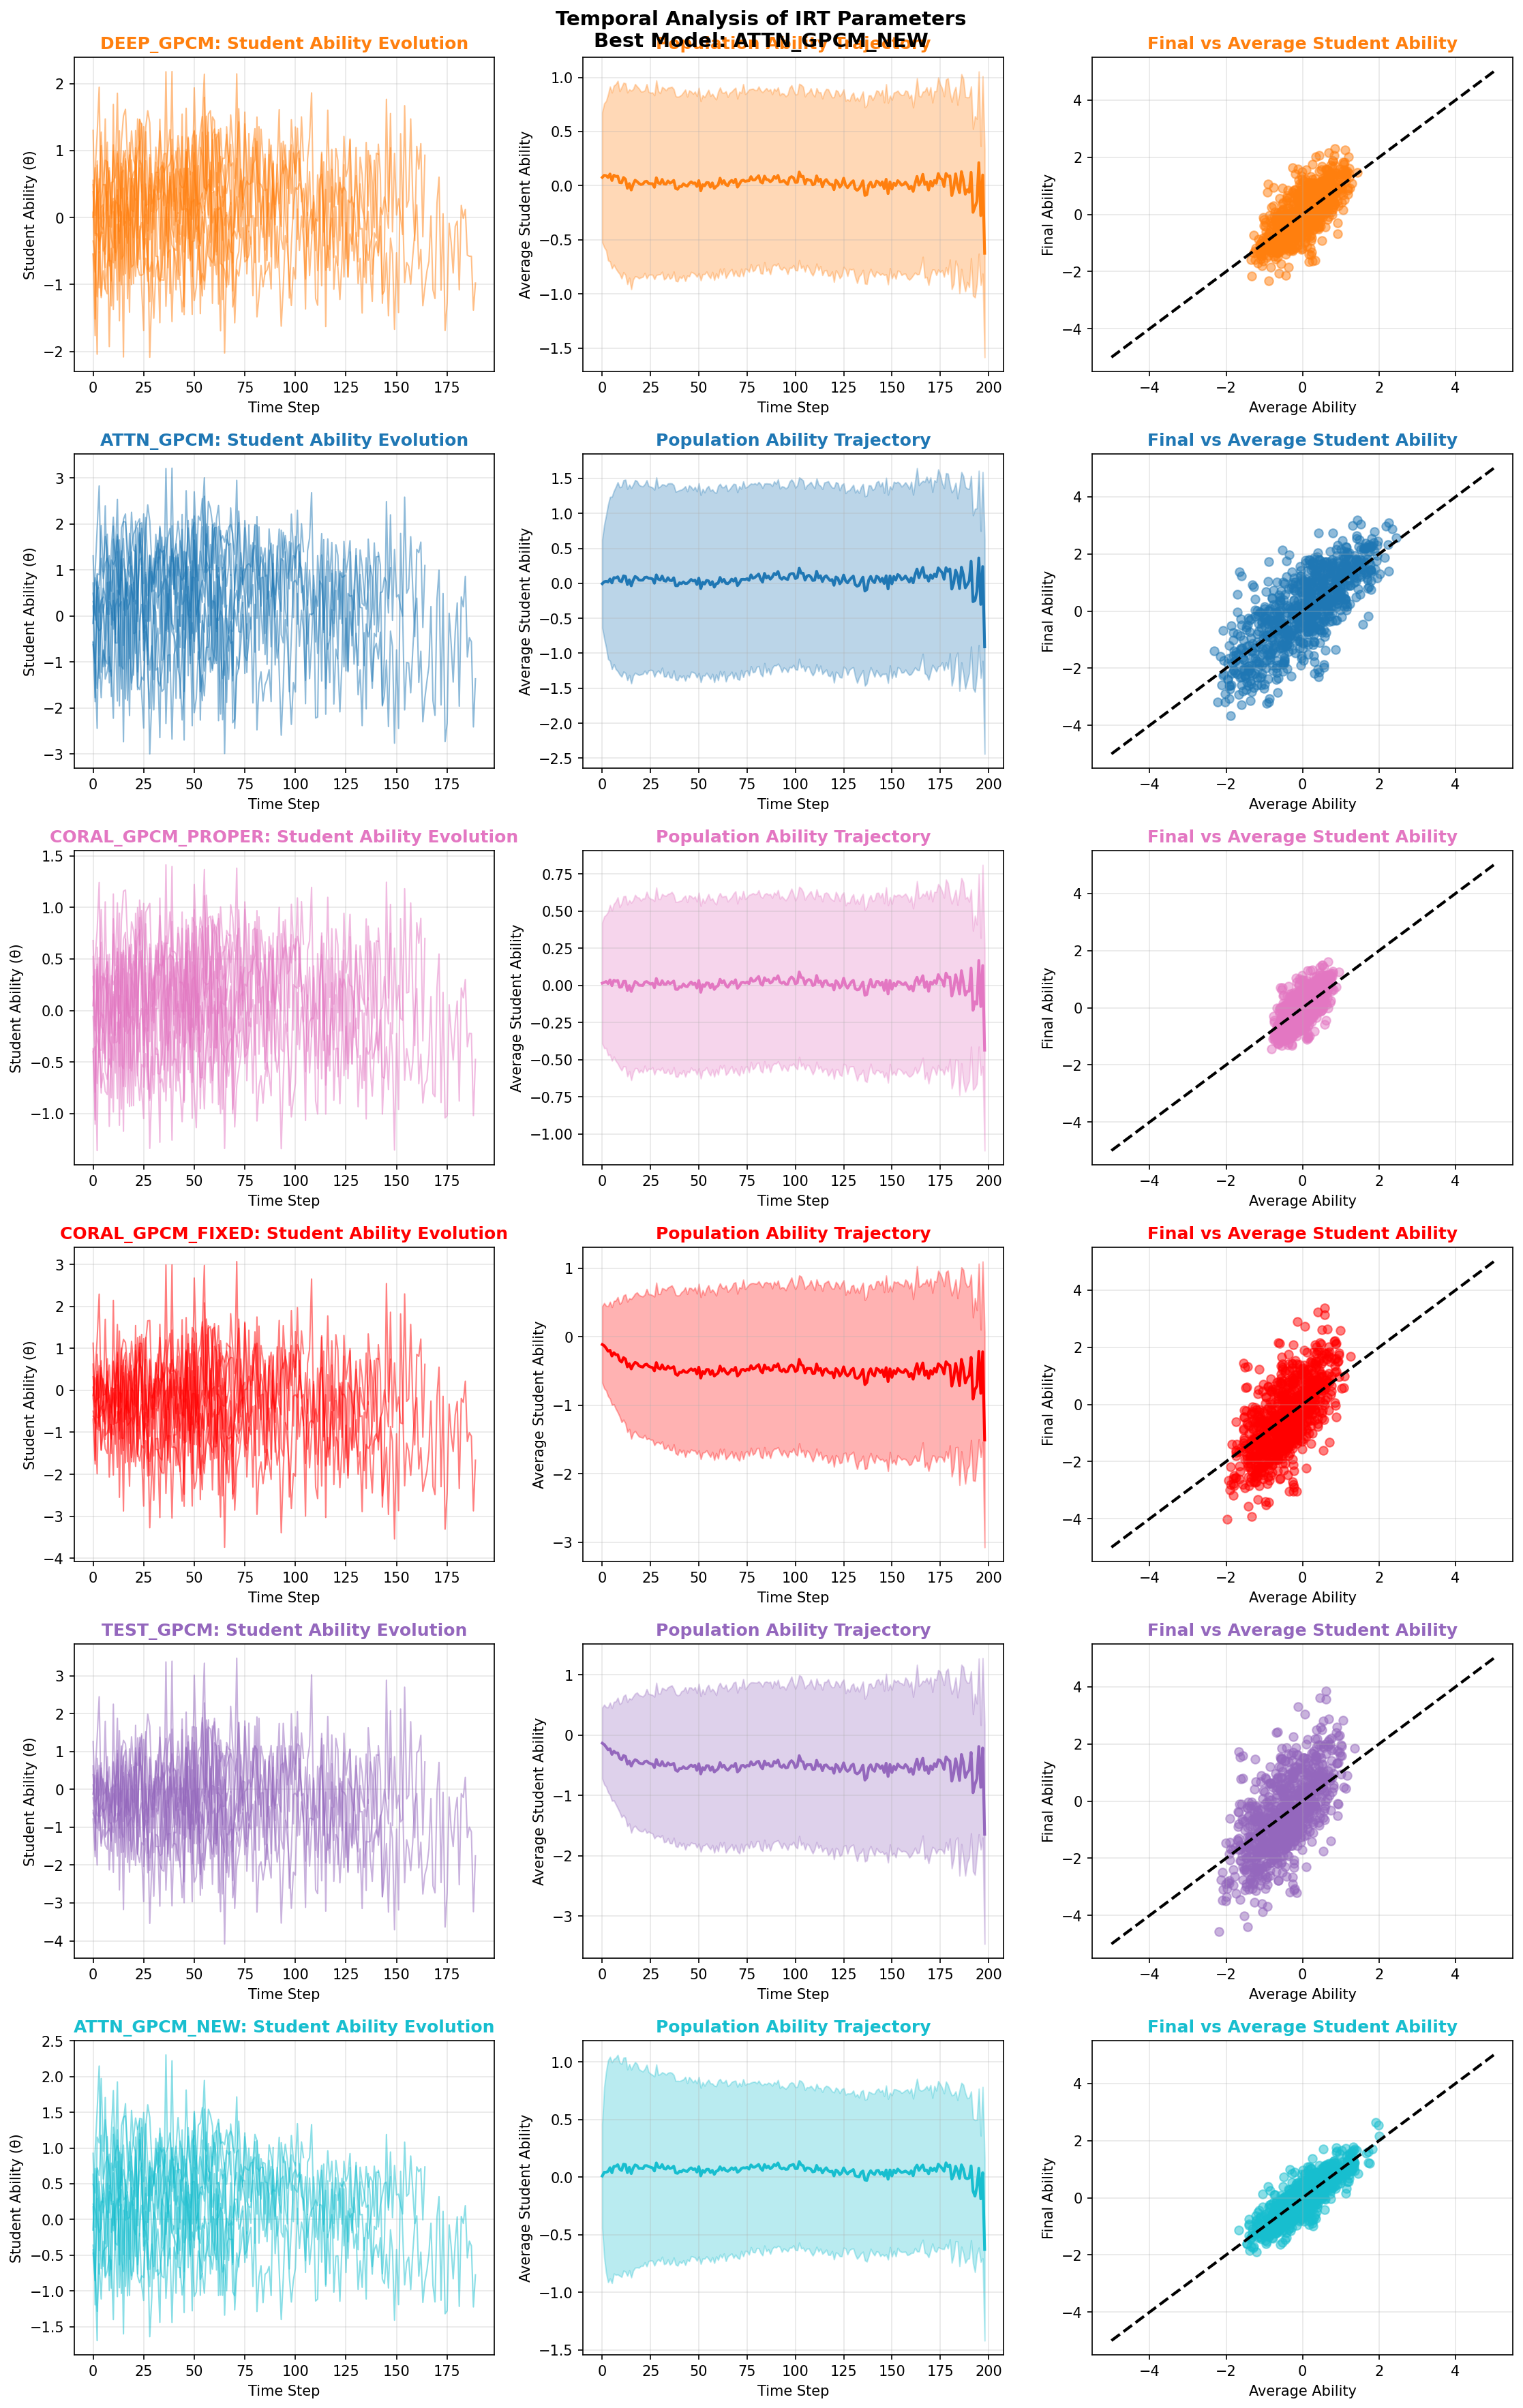 Temporal Analysis of IRT Parameters
Best Model: ATTN_GPCM_NEW
DEEP_GPCM: Student Ability Evolution
Population Ability Trajectory
Final vs Average Student Ability
Student Ability (θ)
2
1
0
−1
−2
0 25 50 75 100 125 150 175
Time Step
Average Student Ability
1.0
0.5
0.0
−0.5
−1.0
−1.5
0 25 50 75 100 125 150 175 200
Time Step
Final Ability
4
2
0
−2
−4
−4 −2 0 2 4
Average Ability
ATTN_GPCM: Student Ability Evolution
Population Ability Trajectory
Final vs Average Student Ability
Student Ability (θ)
3
2
1
0
−1
−2
−3
0 25 50 75 100 125 150 175
Time Step
Average Student Ability
1.5
1.0
0.5
0.0
−0.5
−1.0
−1.5
−2.0
−2.5
0 25 50 75 100 125 150 175 200
Time Step
Final Ability
4
2
0
−2
−4
−4 −2 0 2 4
Average Ability
CORAL_GPCM_PROPER: Student Ability Evolution
Population Ability Trajectory
Final vs Average Student Ability
Student Ability (θ)
1.5
1.0
0.5
0.0
−0.5
−1.0
0 25 50 75 100 125 150 175
Time Step
Average Student Ability
0.75
0.50
0.25
0.00
−0.25
−0.50
−0.75
−1.00
0 25 50 75 100 125 150 175 200
Time Step
Final Ability
4
2
0
−2
−4
−4 −2 0 2 4
Average Ability
CORAL_GPCM_FIXED: Student Ability Evolution
Population Ability Trajectory
Final vs Average Student Ability
Student Ability (θ)
3
2
1
0
−1
−2
−3
−4
0 25 50 75 100 125 150 175
Time Step
Average Student Ability
1
0
−1
−2
−3
0 25 50 75 100 125 150 175 200
Time Step
Final Ability
4
2
0
−2
−4
−4 −2 0 2 4
Average Ability
TEST_GPCM: Student Ability Evolution
Population Ability Trajectory
Final vs Average Student Ability
Student Ability (θ)
3
2
1
0
−1
−2
−3
−4
0 25 50 75 100 125 150 175
Time Step
Average Student Ability
1
0
−1
−2
−3
0 25 50 75 100 125 150 175 200
Time Step
Final Ability
4
2
0
−2
−4
−4 −2 0 2 4
Average Ability
ATTN_GPCM_NEW: Student Ability Evolution
Population Ability Trajectory
Final vs Average Student Ability
Student Ability (θ)
2.5
2.0
1.5
1.0
0.5
0.0
−0.5
−1.0
−1.5
0 25 50 75 100 125 150 175
Time Step
Average Student Ability
1.0
0.5
0.0
−0.5
−1.0
−1.5
0 25 50 75 100 125 150 175 200
Time Step
Final Ability
4
2
0
−2
−4
−4 −2 0 2 4
Average Ability